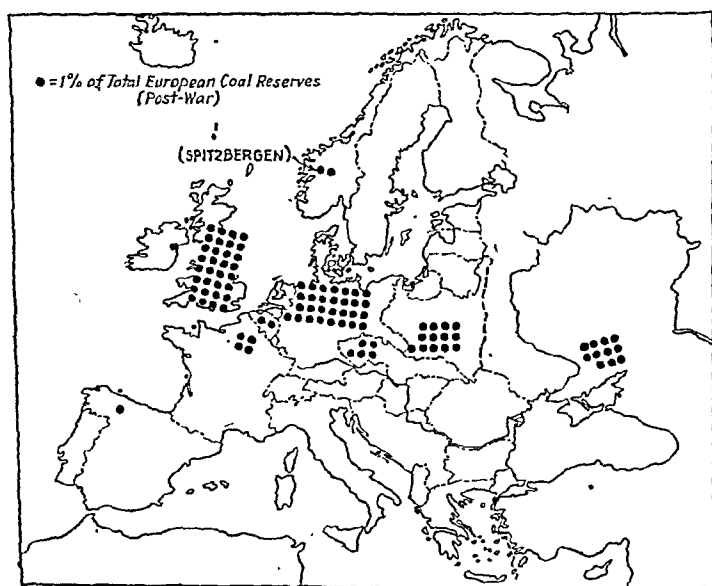 ● = 1% of Total European Coal Reserves
(Post-War)
(SPITZBERGEN)